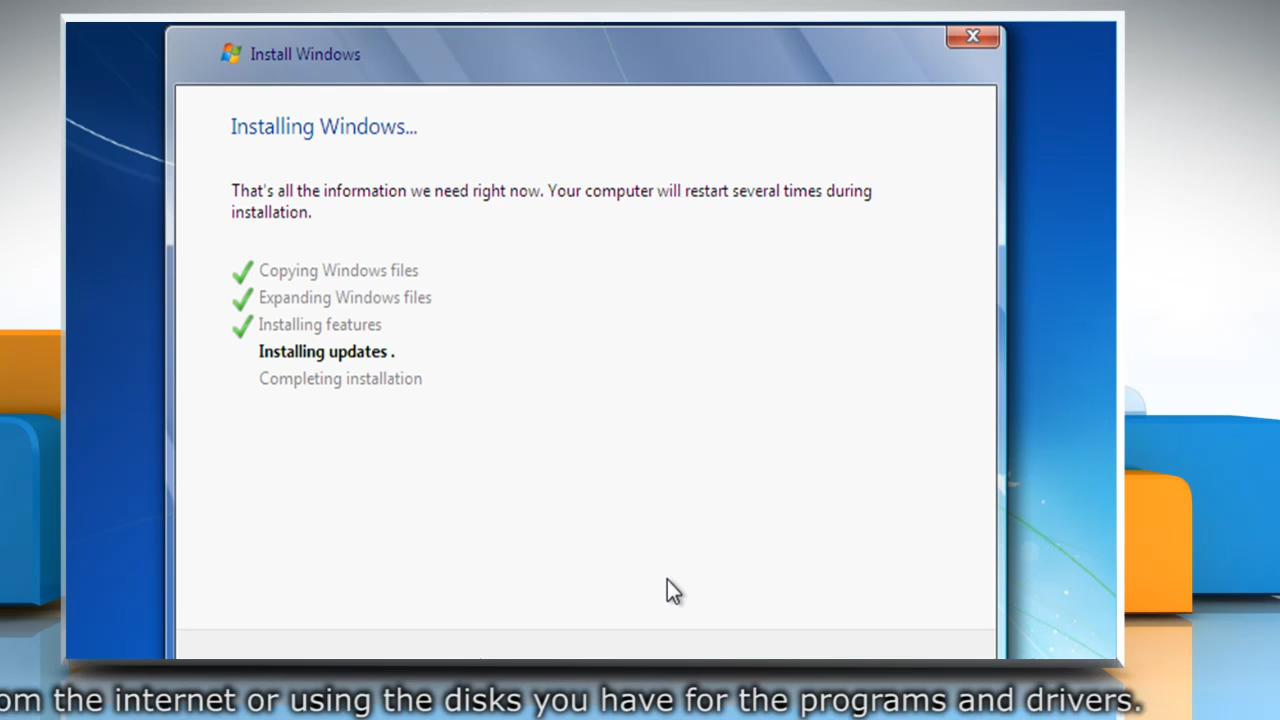 Install Windows
Installing Windows...
That's all the information we need right now. Your computer will restart several times during
installation.
Copying Windows files
Expanding Windows files
Installing features
Installing updates .
Completing installation
the internet or using the disks you have for the programs and drivers.